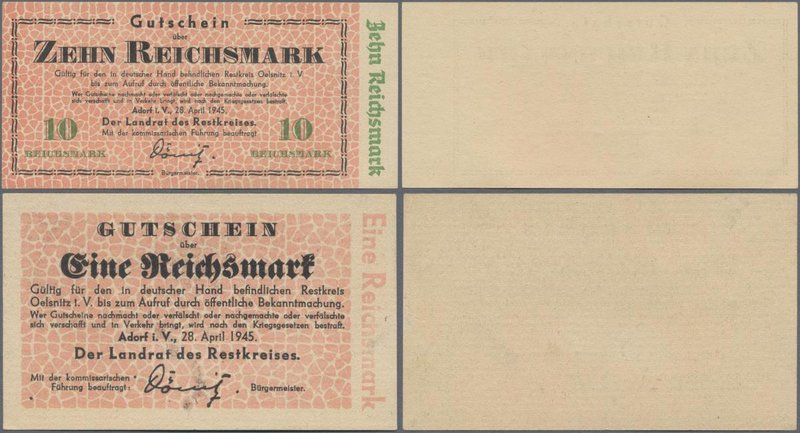 Gutschein
über
ZEHN REICHSMARK
Gültig für den in deutscher Hand befindlichen Restkreis Oelsnitz i. V.
bis zum Aufruf durch öffentliche Bekanntmachung.
Wer Gutscheine nachmacht oder verfälscht oder nachgemachte oder verfälschte
sich verschafft und in Verkehr bringt, wird nach den Kriegsgesetzen bestraft.
Adorf i. V., 28. April 1945.
Der Landrat des Restkreises.
Mit der kommissarischen Führung beauftragt
10
REICHSMARK
10
REICHSMARK
Bürgermeister.
Zehn Reichsmark
GUTSCHEIN
über
Eine Reichsmark
Gültig für den in deutscher Hand befindlichen Restkreis
Oelsnitz i. V. bis zum Aufruf durch öffentliche Bekanntmachung.
Wer Gutscheine nachmacht oder verfälscht oder nachgemachte oder verfälschte
sich verschafft und in Verkehr bringt, wird nach den Kriegsgesetzen bestraft.
Adorf i. V., 28. April 1945.
Der Landrat des Restkreises.
Mit der kommissarischen
Führung beauftragt:
Bürgermeister.
Eine Reichsmark